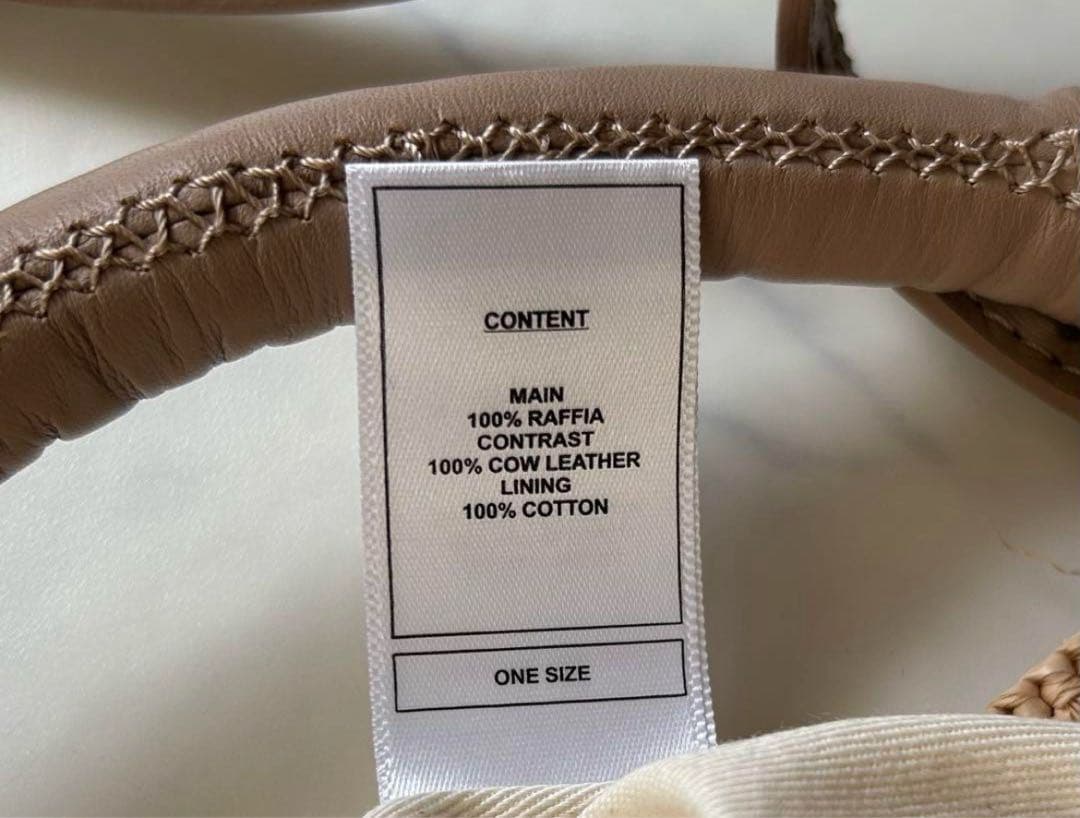 CONTENT
MAIN
100% RAFFIA
CONTRAST
100% COW LEATHER
LINING
100% COTTON
ONE SIZE